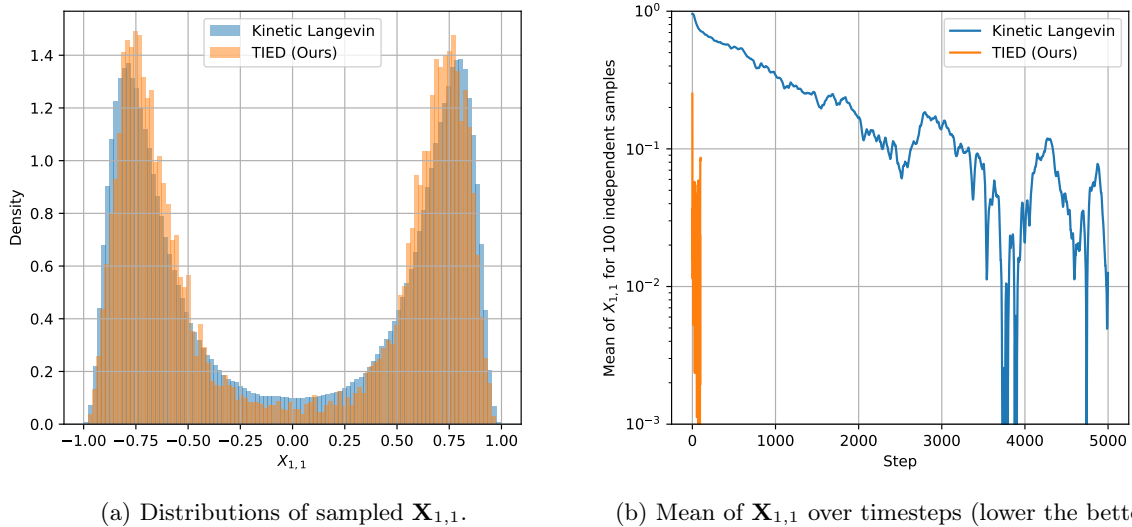 Kinetic Langevin
TIED (Ours)
1.4
1.2
1.0
0.8
0.6
0.4
0.2
0.0
Density
−1.00
−0.75
−0.50
−0.25
0.00
0.25
0.50
0.75
1.00
X1,1
(a) Distributions of sampled X1,1.
Kinetic Langevin
TIED (Ours)
10^0
10^−1
10^−2
10^−3
Mean of X1,1 for 100 independent samples
0
1000
2000
3000
4000
5000
Step
(b) Mean of X1,1 over timesteps (lower the bette